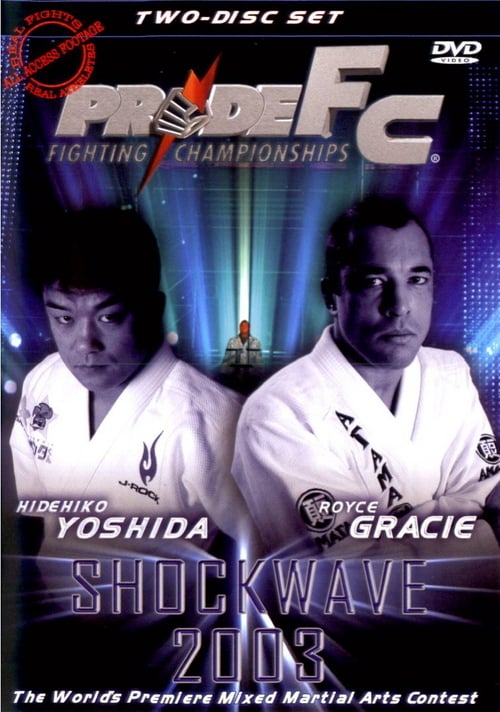 TWO-DISC SET
REAL FIGHTS
ALL ACCESS FOOTAGE
REAL ATHLETES
DVD
VIDEO
PRIDE FC
FIGHTING CHAMPIONSHIPS ®
J-ROCK
HIDEHIKO
YOSHIDA
ROYCE
GRACIE
SHOCKWAVE
2003
The World's Premiere Mixed Martial Arts Contest